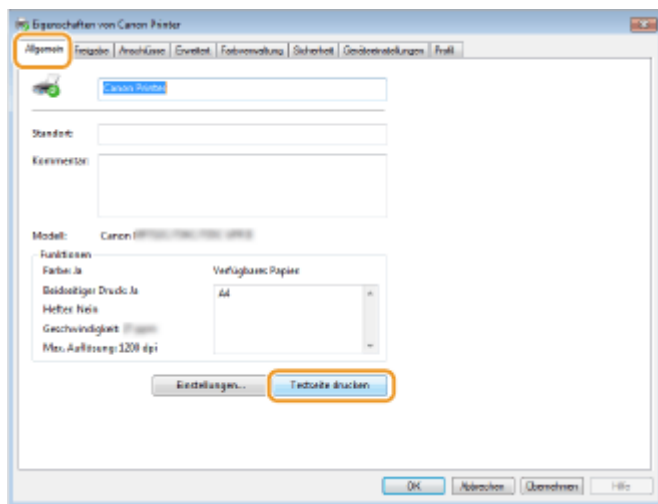 Eigenschaften von Canon Printer
Allgemein Freigabe Anschlüsse Erweitert Farbverwaltung Sicherheit Geräteeinstellungen Profil
Canon Printer
Standort:
Kommentar:
Modell: Canon
Funktionen
Farbe: Ja Verfügbares Papier:
Beidseitiger Druck: Ja A4
Heften: Nein
Geschwindigkeit:
Max. Auflösung: 1200 dpi
Einstellungen... Testseite drucken
OK Abbrechen Übernehmen Hilfe